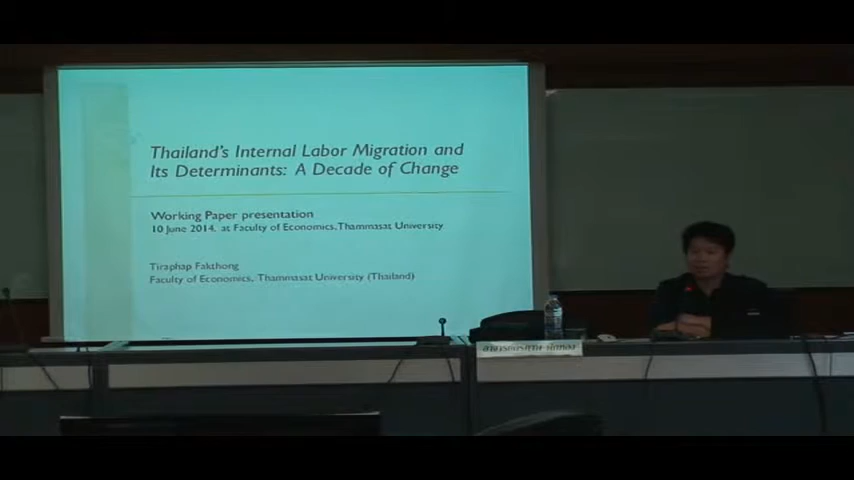 Thailand's Internal Labor Migration and
Its Determinants: A Decade of Change
Working Paper presentation
10 June 2014, at Faculty of Economics, Thammasat University
Tiraphap Fakthong
Faculty of Economics, Thammasat University (Thailand)